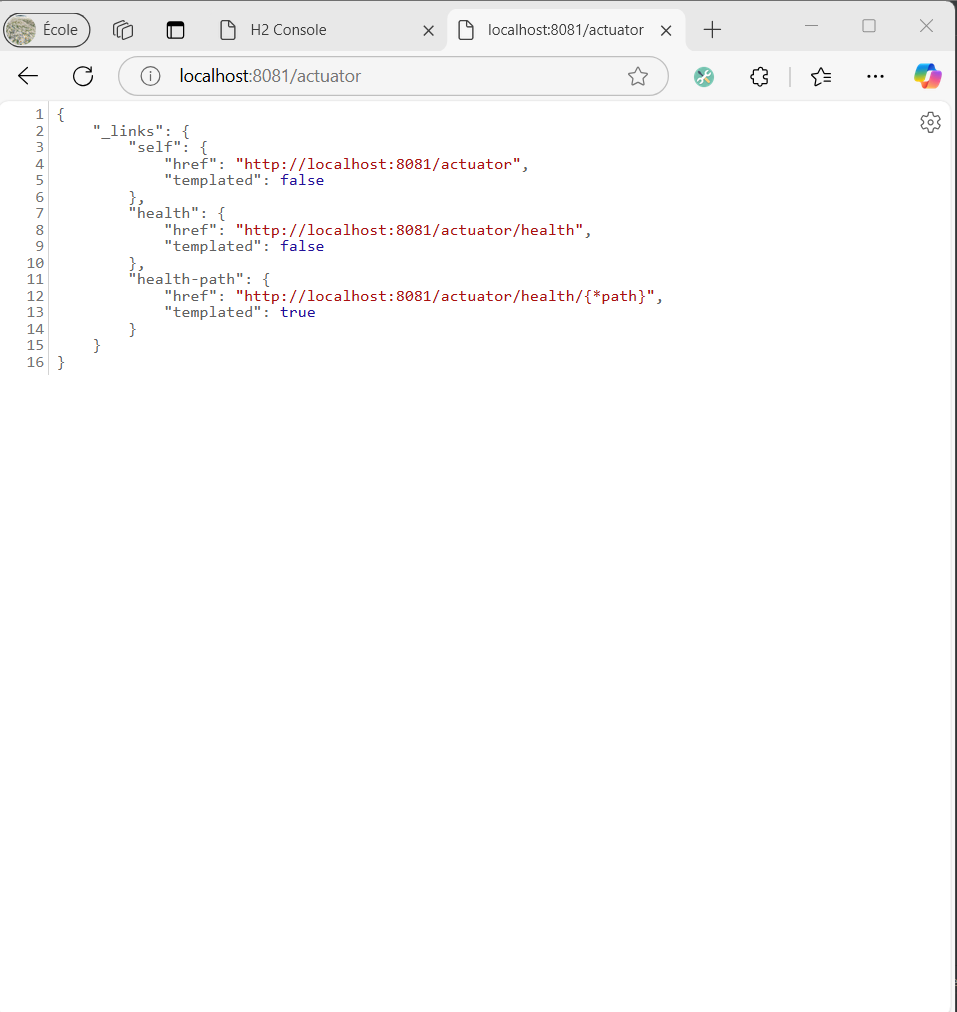 École
H2 Console
localhost:8081/actuator
localhost:8081/actuator
1 {
2     "_links": {
3         "self": {
4             "href": "http://localhost:8081/actuator",
5             "templated": false
6         },
7         "health": {
8             "href": "http://localhost:8081/actuator/health",
9             "templated": false
10         },
11         "health-path": {
12             "href": "http://localhost:8081/actuator/health/{*path}",
13             "templated": true
14         }
15     }
16 }